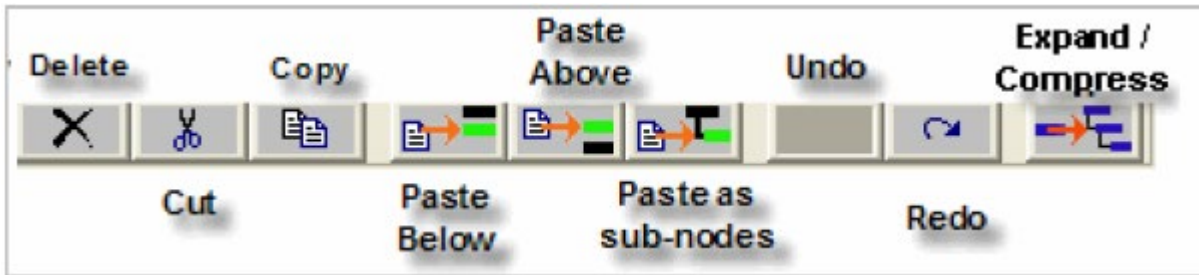 Delete
Cut
Copy
Paste
Below
Paste
Above
Paste as
sub-nodes
Undo
Redo
Expand /
Compress